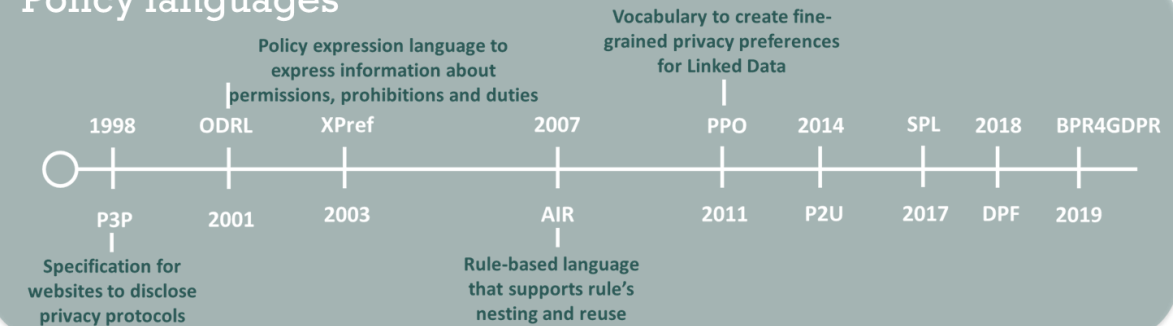 Policy languages
Vocabulary to create fine-
grained privacy preferences
for Linked Data
Policy expression language to
express information about
permissions, prohibitions and duties
1998 ODRL XPref 2007 PPO 2014 SPL 2018 BPR4GDPR
P3P 2001 2003 AIR 2011 P2U 2017 DPF 2019
Specification for
websites to disclose
privacy protocols
Rule-based language
that supports rule's
nesting and reuse